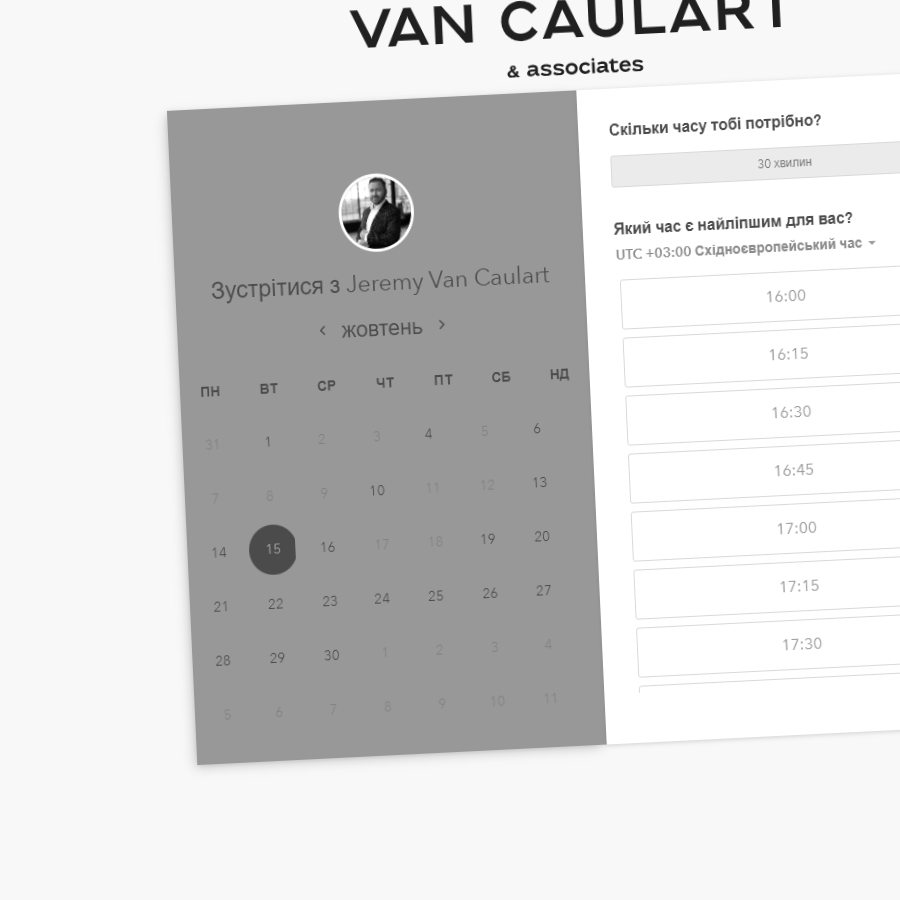 VAN CAULART
& associates
Зустрітися з Jeremy Van Caulart
‹ жовтень ›
ПН ВТ СР ЧТ ПТ СБ НД
31 1 2 3 4 5 6
7 8 9 10 11 12 13
14 15 16 17 18 19 20
21 22 23 24 25 26 27
28 29 30 1 2 3 4
5 6 7 8 9 10 11
Скільки часу тобі потрібно?
30 хвилин
Який час є найліпшим для вас?
UTC +03:00 Східноєвропейський час
16:00
16:15
16:30
16:45
17:00
17:15
17:30